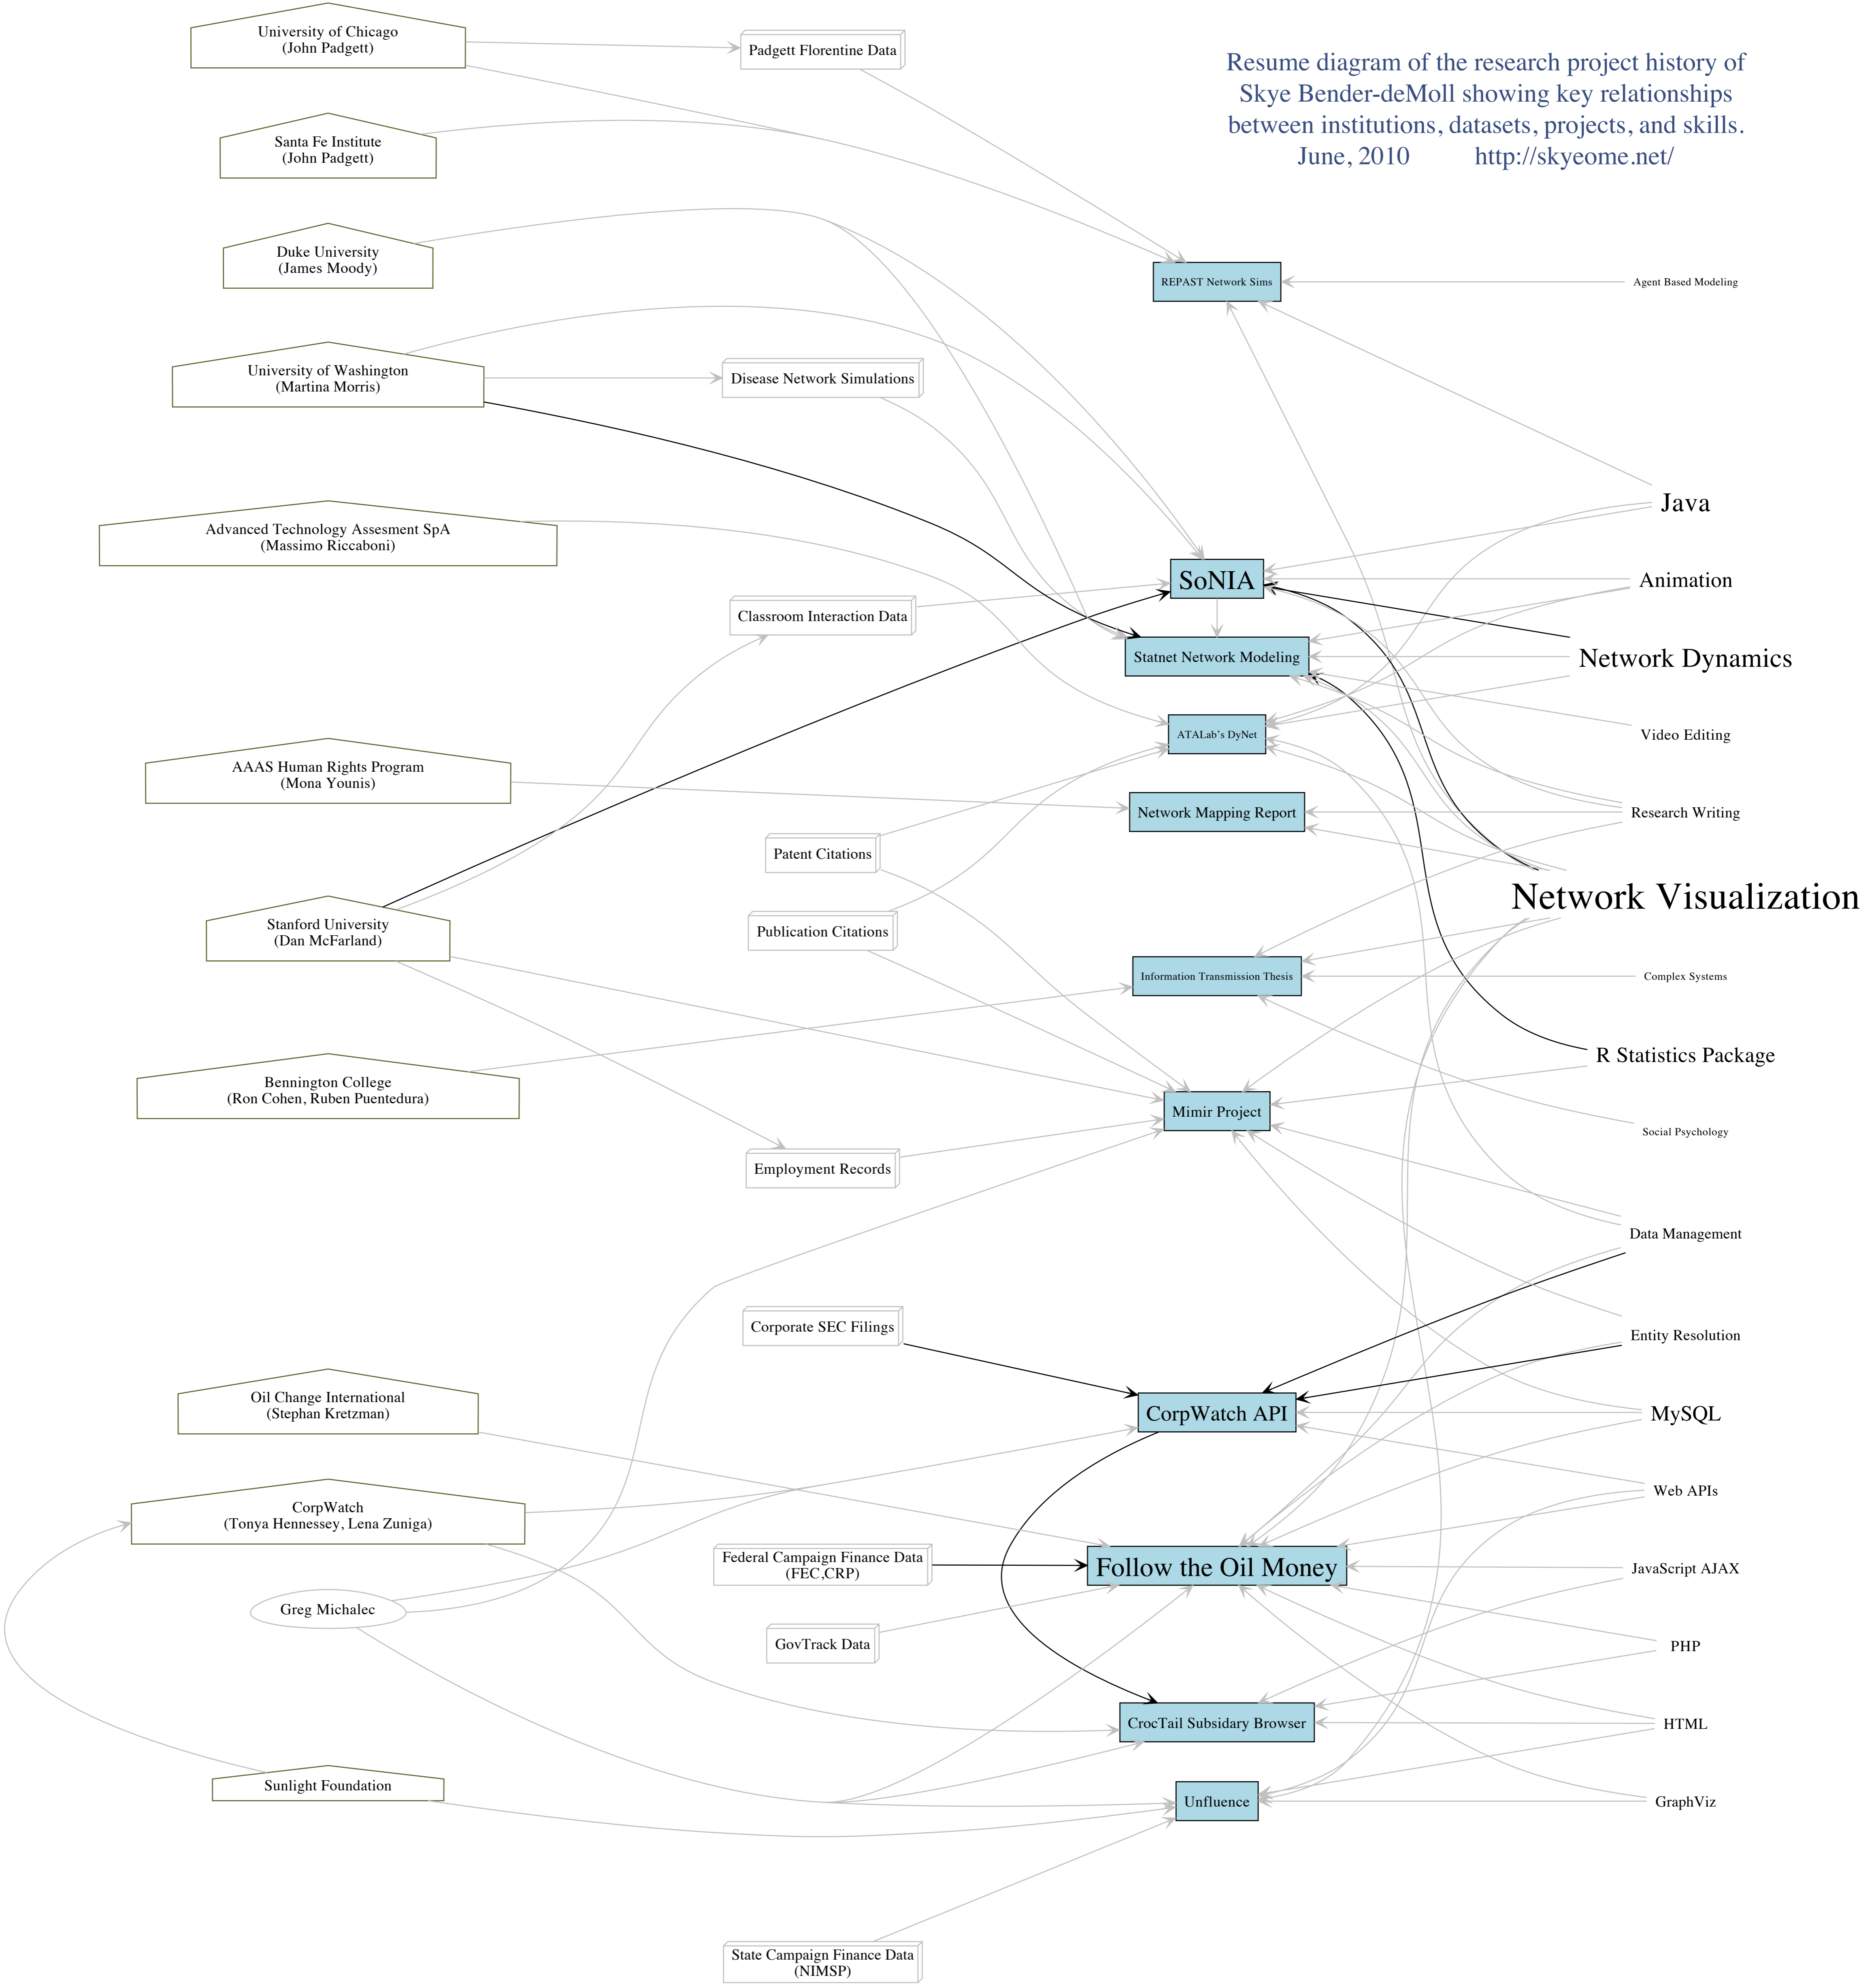 University of Chicago
(John Padgett)
Padgett Florentine Data
Resume diagram of the research project history of
Skye Bender-deMoll showing key relationships
between institutions, datasets, projects, and skills.
June, 2010 http://skyeome.net/
Santa Fe Institute
(John Padgett)
Duke University
(James Moody)
REPAST Network Sims
Agent Based Modeling
University of Washington
(Martina Morris)
Disease Network Simulations
Java
Advanced Technology Assesment SpA
(Massimo Riccaboni)
SoNIA
Animation
Classroom Interaction Data
Statnet Network Modeling
Network Dynamics
ATALab's DyNet
Video Editing
AAAS Human Rights Program
(Mona Younis)
Network Mapping Report
Research Writing
Patent Citations
Network Visualization
Stanford University
(Dan McFarland)
Publication Citations
Information Transmission Thesis
Complex Systems
R Statistics Package
Bennington College
(Ron Cohen, Ruben Puentedura)
Mimir Project
Social Psychology
Employment Records
Data Management
Corporate SEC Filings
Entity Resolution
Oil Change International
(Stephan Kretzman)
CorpWatch API
MySQL
CorpWatch
(Tonya Hennessey, Lena Zuniga)
Web APIs
Federal Campaign Finance Data
(FEC,CRP)
Follow the Oil Money
JavaScript AJAX
Greg Michalec
GovTrack Data
PHP
CrocTail Subsidary Browser
HTML
Sunlight Foundation
Unfluence
GraphViz
State Campaign Finance Data
(NIMSP)